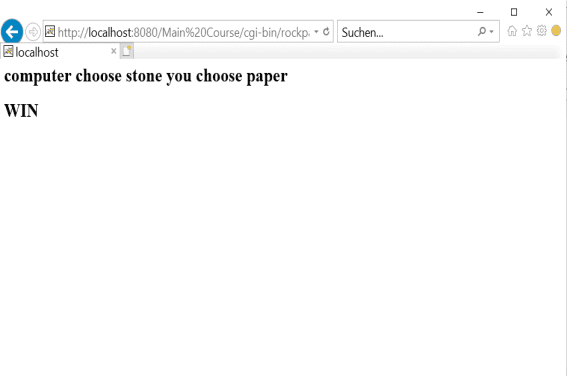 http://localhost:8080/Main%20Course/cgi-bin/rockp.
Suchen...
localhost
computer choose stone you choose paper
WIN